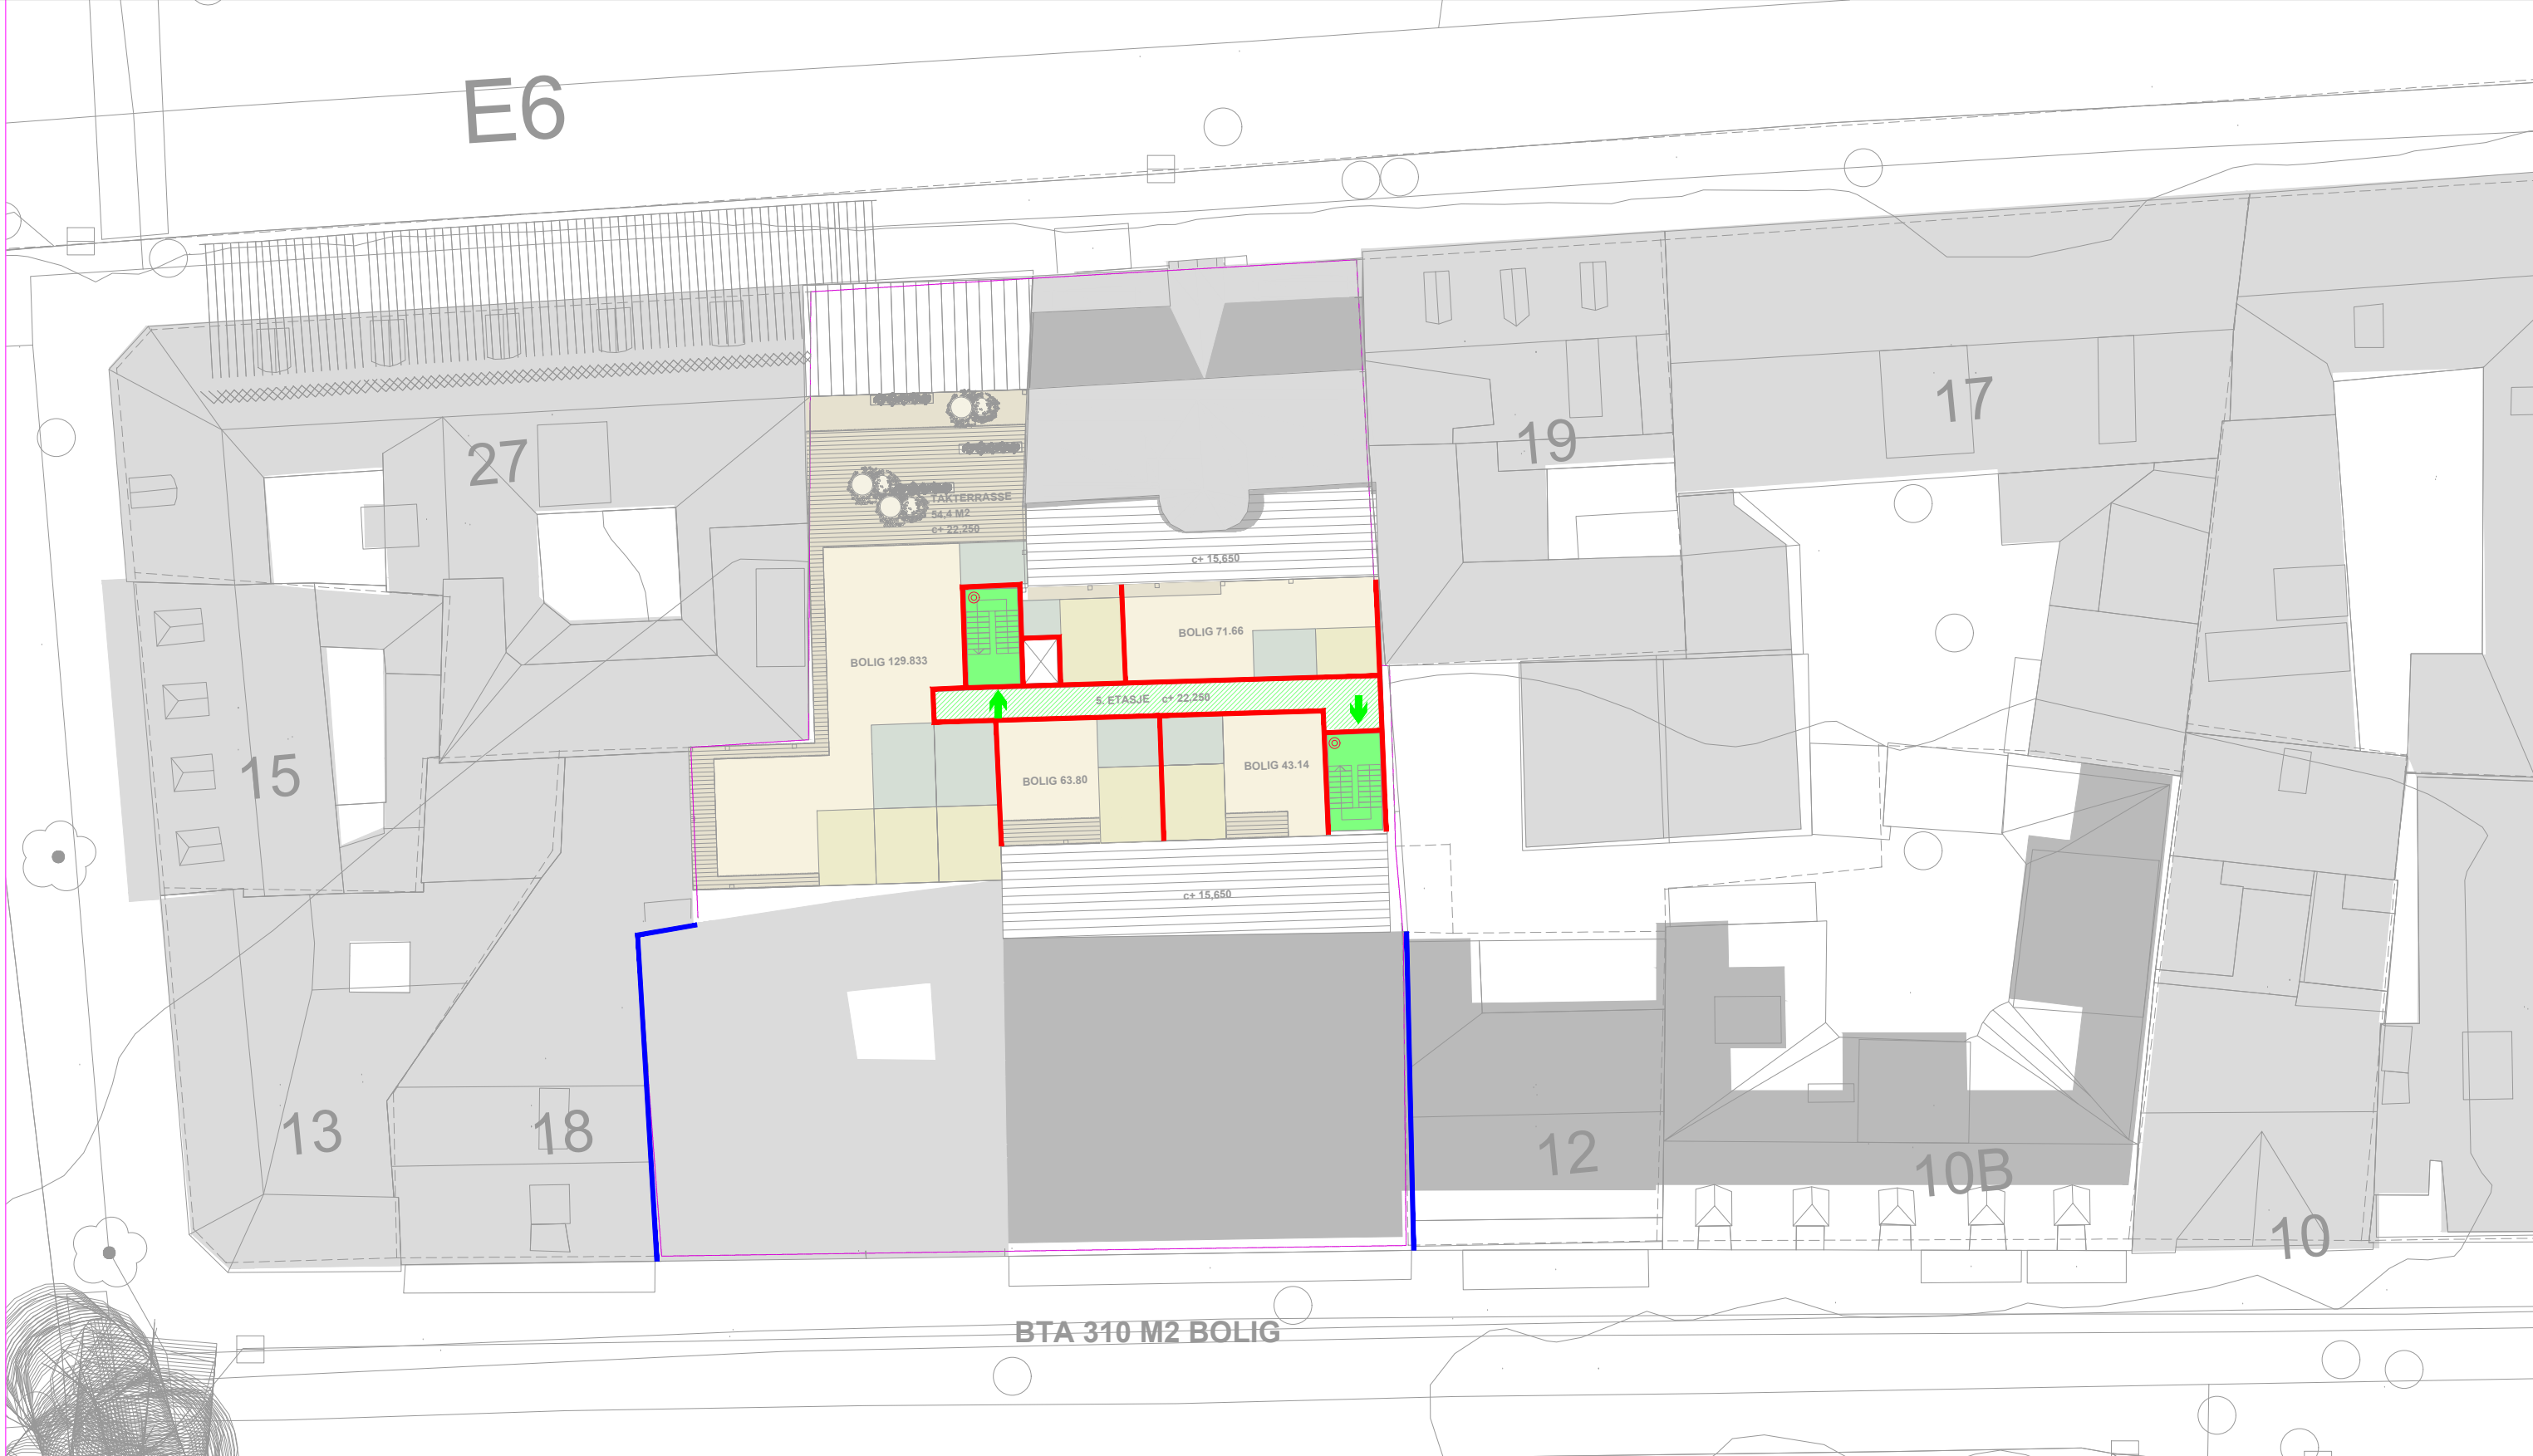 E6
27
19
17
TAKTERRASSE
54,4 M2
c+ 22.250
c+ 15,650
BOLIG 71.66
BOLIG 129.833
5. ETASJE c+ 22,250
15
BOLIG 63.80
BOLIG 43.14
c+ 15,650
13
18
12
10B
10
BTA 310 M2 BOLIG